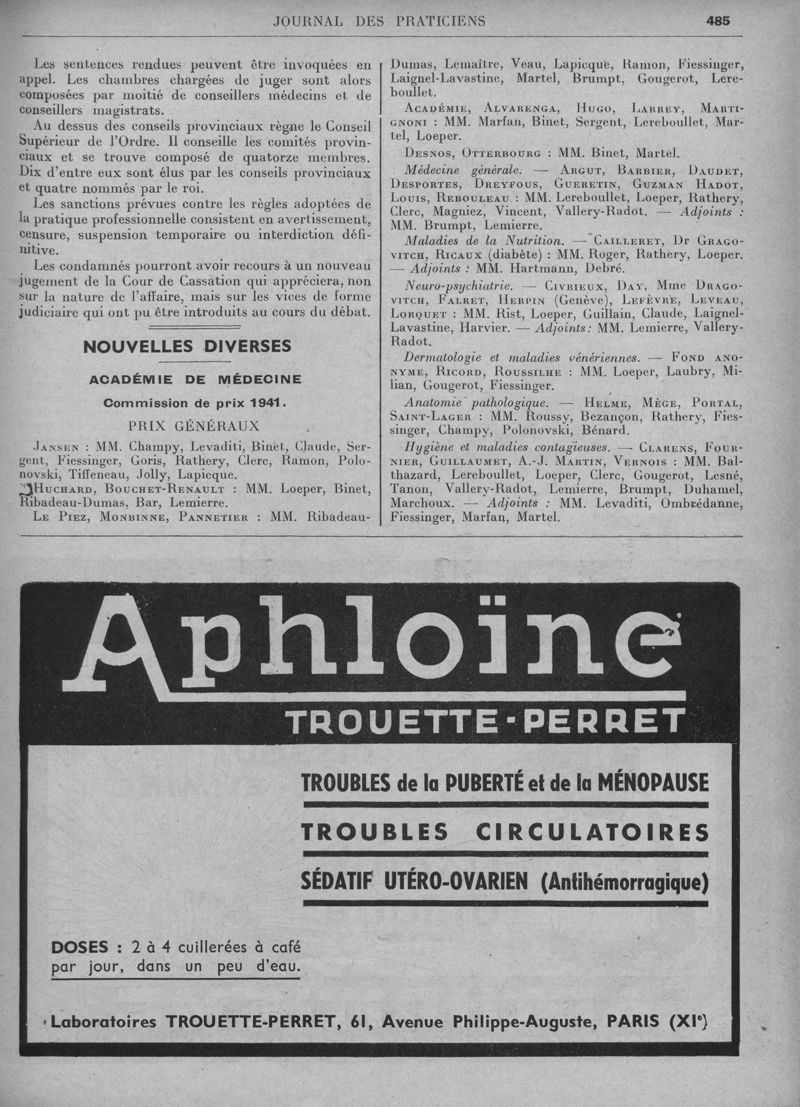 JOURNAL DES PRATICIENS 485
Les sentences rendues peuvent être invoquées en
appel. Les chambres chargées de juger sont alors
composées par moitié de conseillers médecins et de
conseillers magistrats.
Au dessus des conseils provinciaux règne le Conseil
Supérieur de l'Ordre. Il conseille les comités provin-
ciaux et se trouve composé de quatorze membres.
Dix d'entre eux sont élus par les conseils provinciaux
et quatre nommés par le roi.
Les sanctions prévues contre les règles adoptées de
la pratique professionnelle consistent en avertissement,
censure, suspension temporaire ou interdiction défi-
nitive.
Les condamnés pourront avoir recours à un nouveau
jugement de la Cour de Cassation qui appréciera, non
sur la nature de l'affaire, mais sur les vices de forme
judiciaire qui ont pu être introduits au cours du débat.
NOUVELLES DIVERSES
ACADÉMIE DE MÉDECINE
Commission de prix 1941.
PRIX GÉNÉRAUX
JANSEN : MM. Champy, Levaditi, Binet, Claude, Ser-
gent, Fiessinger, Goris, Rathery, Clerc, Ramon, Polo-
novski, Tiffeneau, Jolly, Lapicque.
HUCHARD, BOUCHET-RENAULT : MM. Loeper, Binet,
Ribadeau-Dumas, Bar, Lemierre.
LE PIEZ, MONBINNE, PANNETIER : MM. Ribadeau-
Dumas, Lemaître, Veau, Lapicque, Ramon, Fiessinger,
Laignel-Lavastine, Martel, Brumpt, Gougerot, Lere-
boullet.
ACADÉMIE, ALVARENGA, HUGO, LARREY, MARTI-
GNONI : MM. Marfan, Binet, Sergent, Lereboullet, Mar-
tel, Loeper.
DESNOS, OTTERBOURG : MM. Binet, Martel.
Médecine générale. — ARGUT, BARBIER, DAUDET,
DESPORTES, DREYFOUS, GUERETIN, GUZMAN HADOT,
LOUIS, REBOULEAU : MM. Lereboullet, Loeper, Rathery,
Clerc, Magniez, Vincent, Vallery-Radot. — Adjoints :
MM. Brumpt, Lemierre.
Maladies de la Nutrition. — CAILLERET, Dr GRAGO-
VITCH, RICAUX (diabète) : MM. Roger, Rathery, Loeper.
— Adjoints : MM. Hartmann, Debré.
Neuro-psychiatrie. — CIVRIEUX, DAY, Mme DRAGO-
VITCH, FALRET, HERPIN (Genève), LEFÈVRE, LEVEAU,
LORQUET : MM. Rist, Loeper, Guillain, Claude, Laignel-
Lavastine, Harvier. — Adjoints : MM. Lemierre, Vallery-
Radot.
Dermatologie et maladies vénériennes. — FOND ANO-
NYME, RICORD, ROUSSILHE : MM. Loeper, Laubry, Mi-
lian, Gougerot, Fiessinger.
Anatomie pathologique. — HELME, MÈGE, PORTAL,
SAINT-LAGER : MM. Roussy, Bezançon, Rathery, Fies-
singer, Champy, Polonovski, Bénard.
Hygiène et maladies contagieuses. — CLARENS, FOUR-
NIER, GUILLAUMET, A.-J. MARTIN, VERNOIS : MM. Bal-
thazard, Lereboullet, Loeper, Clerc, Gougerot, Lesné,
Tanon, Vallery-Radot, Lemierre, Brumpt, Duhamel,
Marchoux. — Adjoints : MM. Levaditi, Ombrédanne,
Fiessinger, Marfan, Martel.
Aphloïne
TROUETTE-PERRET
TROUBLES de la PUBERTÉ et de la MÉNOPAUSE
TROUBLES CIRCULATOIRES
SÉDATIF UTÉRO-OVARIEN (Antihémorragique)
DOSES : 2 à 4 cuillerées à café
par jour, dans un peu d'eau.
Laboratoires TROUETTE-PERRET, 61, Avenue Philippe-Auguste, PARIS (XIe)